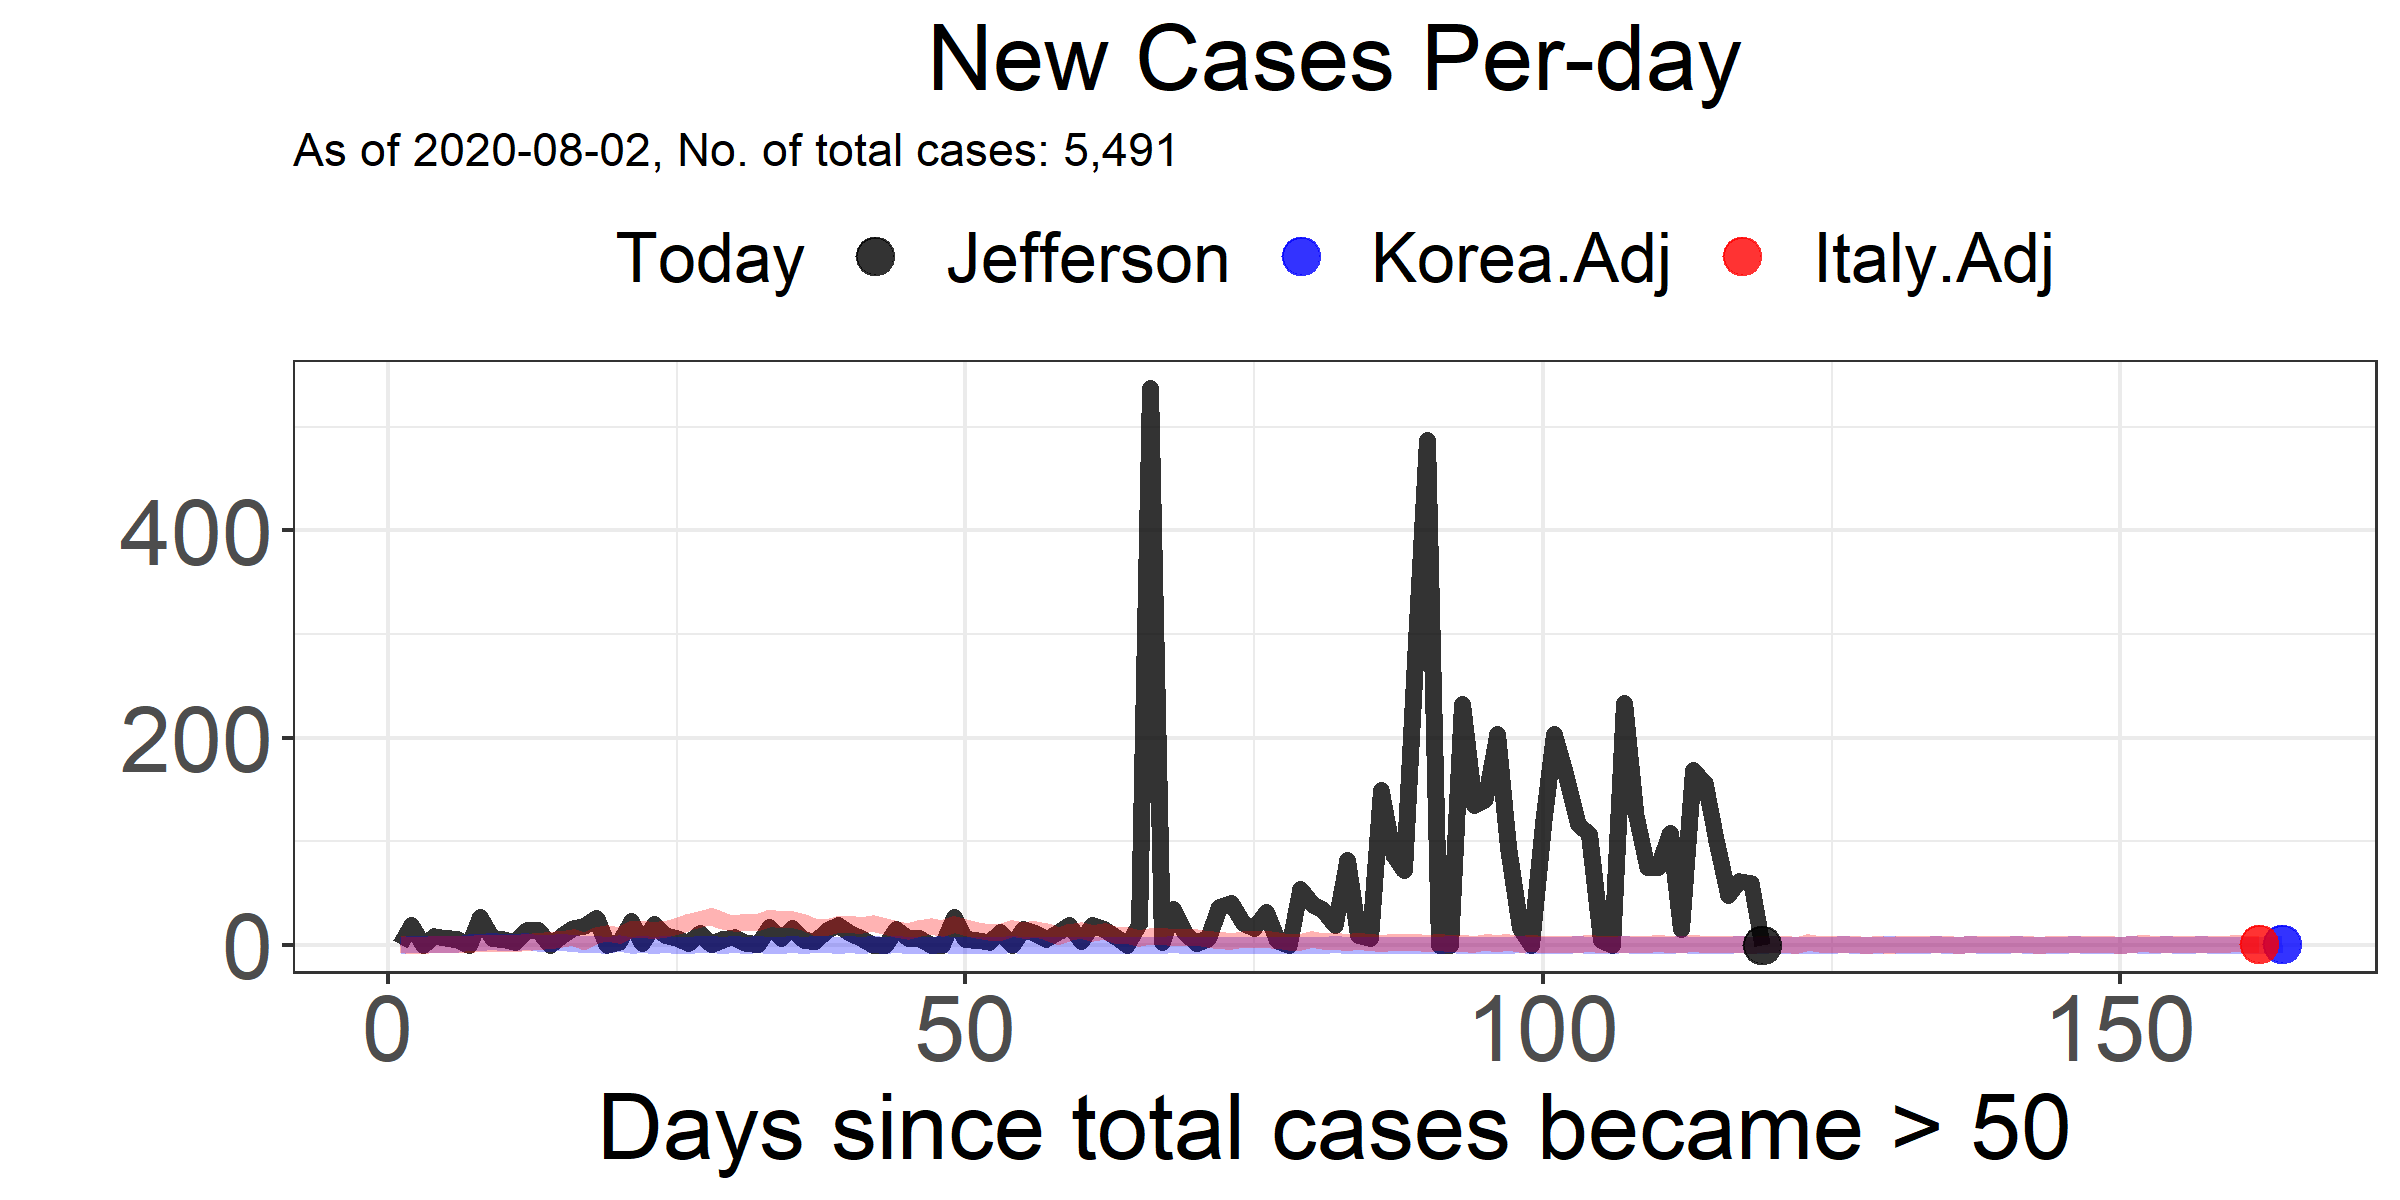 New Cases Per-day
As of 2020-08-02, No. of total cases: 5,491
Today Jefferson Korea.Adj Italy.Adj
400
200
0
0 50 100 150
Days since total cases became > 50